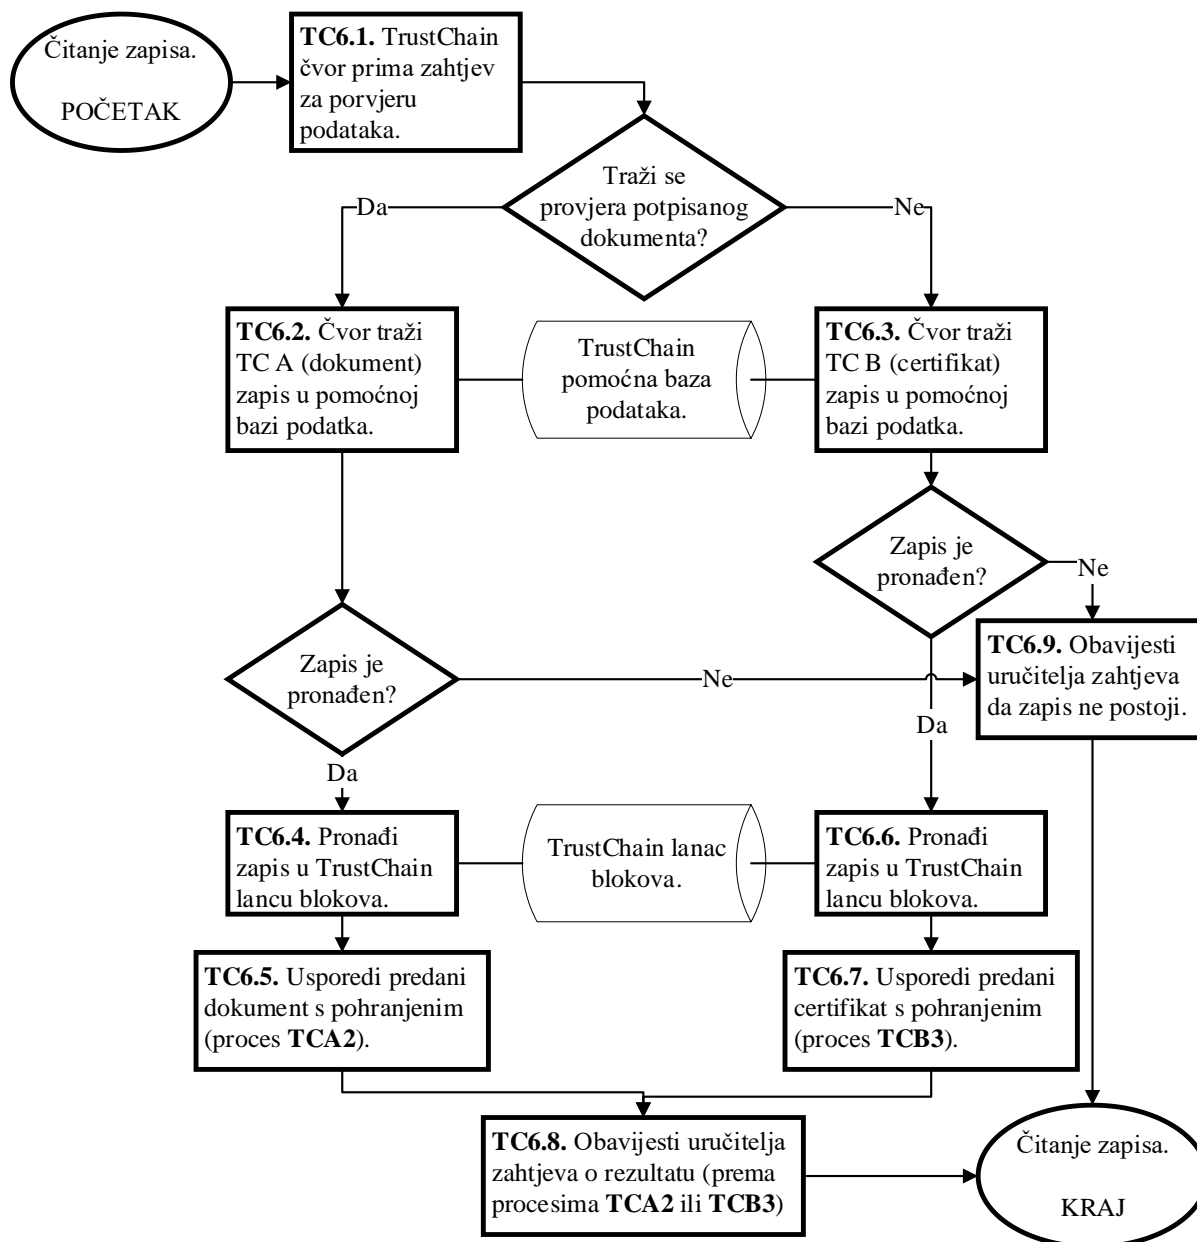 Čitanje zapisa.
POČETAK
TC6.1. TrustChain
čvor prima zahtjev
za porvjeru
podataka.
Traži se
provjera potpisanog
dokumenta?
Da
Ne
TC6.2. Čvor traži
TC A (dokument)
zapis u pomoćnoj
bazi podatka.
TrustChain
pomoćna baza
podataka.
TC6.3. Čvor traži
TC B (certifikat)
zapis u pomoćnoj
bazi podatka.
Zapis je
pronađen?
Ne
Zapis je
pronađen?
Ne
Da
TC6.9. Obavijesti
uručitelja zahtjeva
da zapis ne postoji.
Da
TC6.4. Pronađi
zapis u TrustChain
lancu blokova.
TrustChain lanac
blokova.
TC6.6. Pronađi
zapis u TrustChain
lancu blokova.
TC6.5. Usporedi predani
dokument s pohranjenim
(proces TCA2).
TC6.7. Usporedi predani
certifikat s pohranjenim
(proces TCB3).
TC6.8. Obavijesti uručitelja
zahtjeva o rezultatu (prema
procesima TCA2 ili TCB3)
Čitanje zapisa.
KRAJ